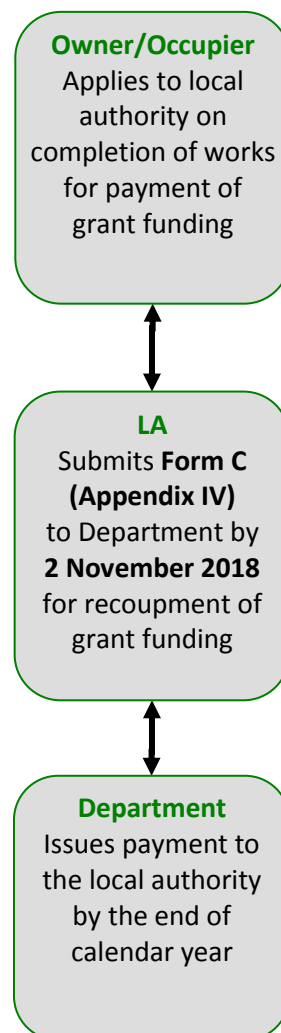 Owner/Occupier
Applies to local
authority on
completion of works
for payment of
grant funding
LA
Submits Form C
(Appendix IV)
to Department by
2 November 2018
for recoupment of
grant funding
Department
Issues payment to
the local authority
by the end of
calendar year